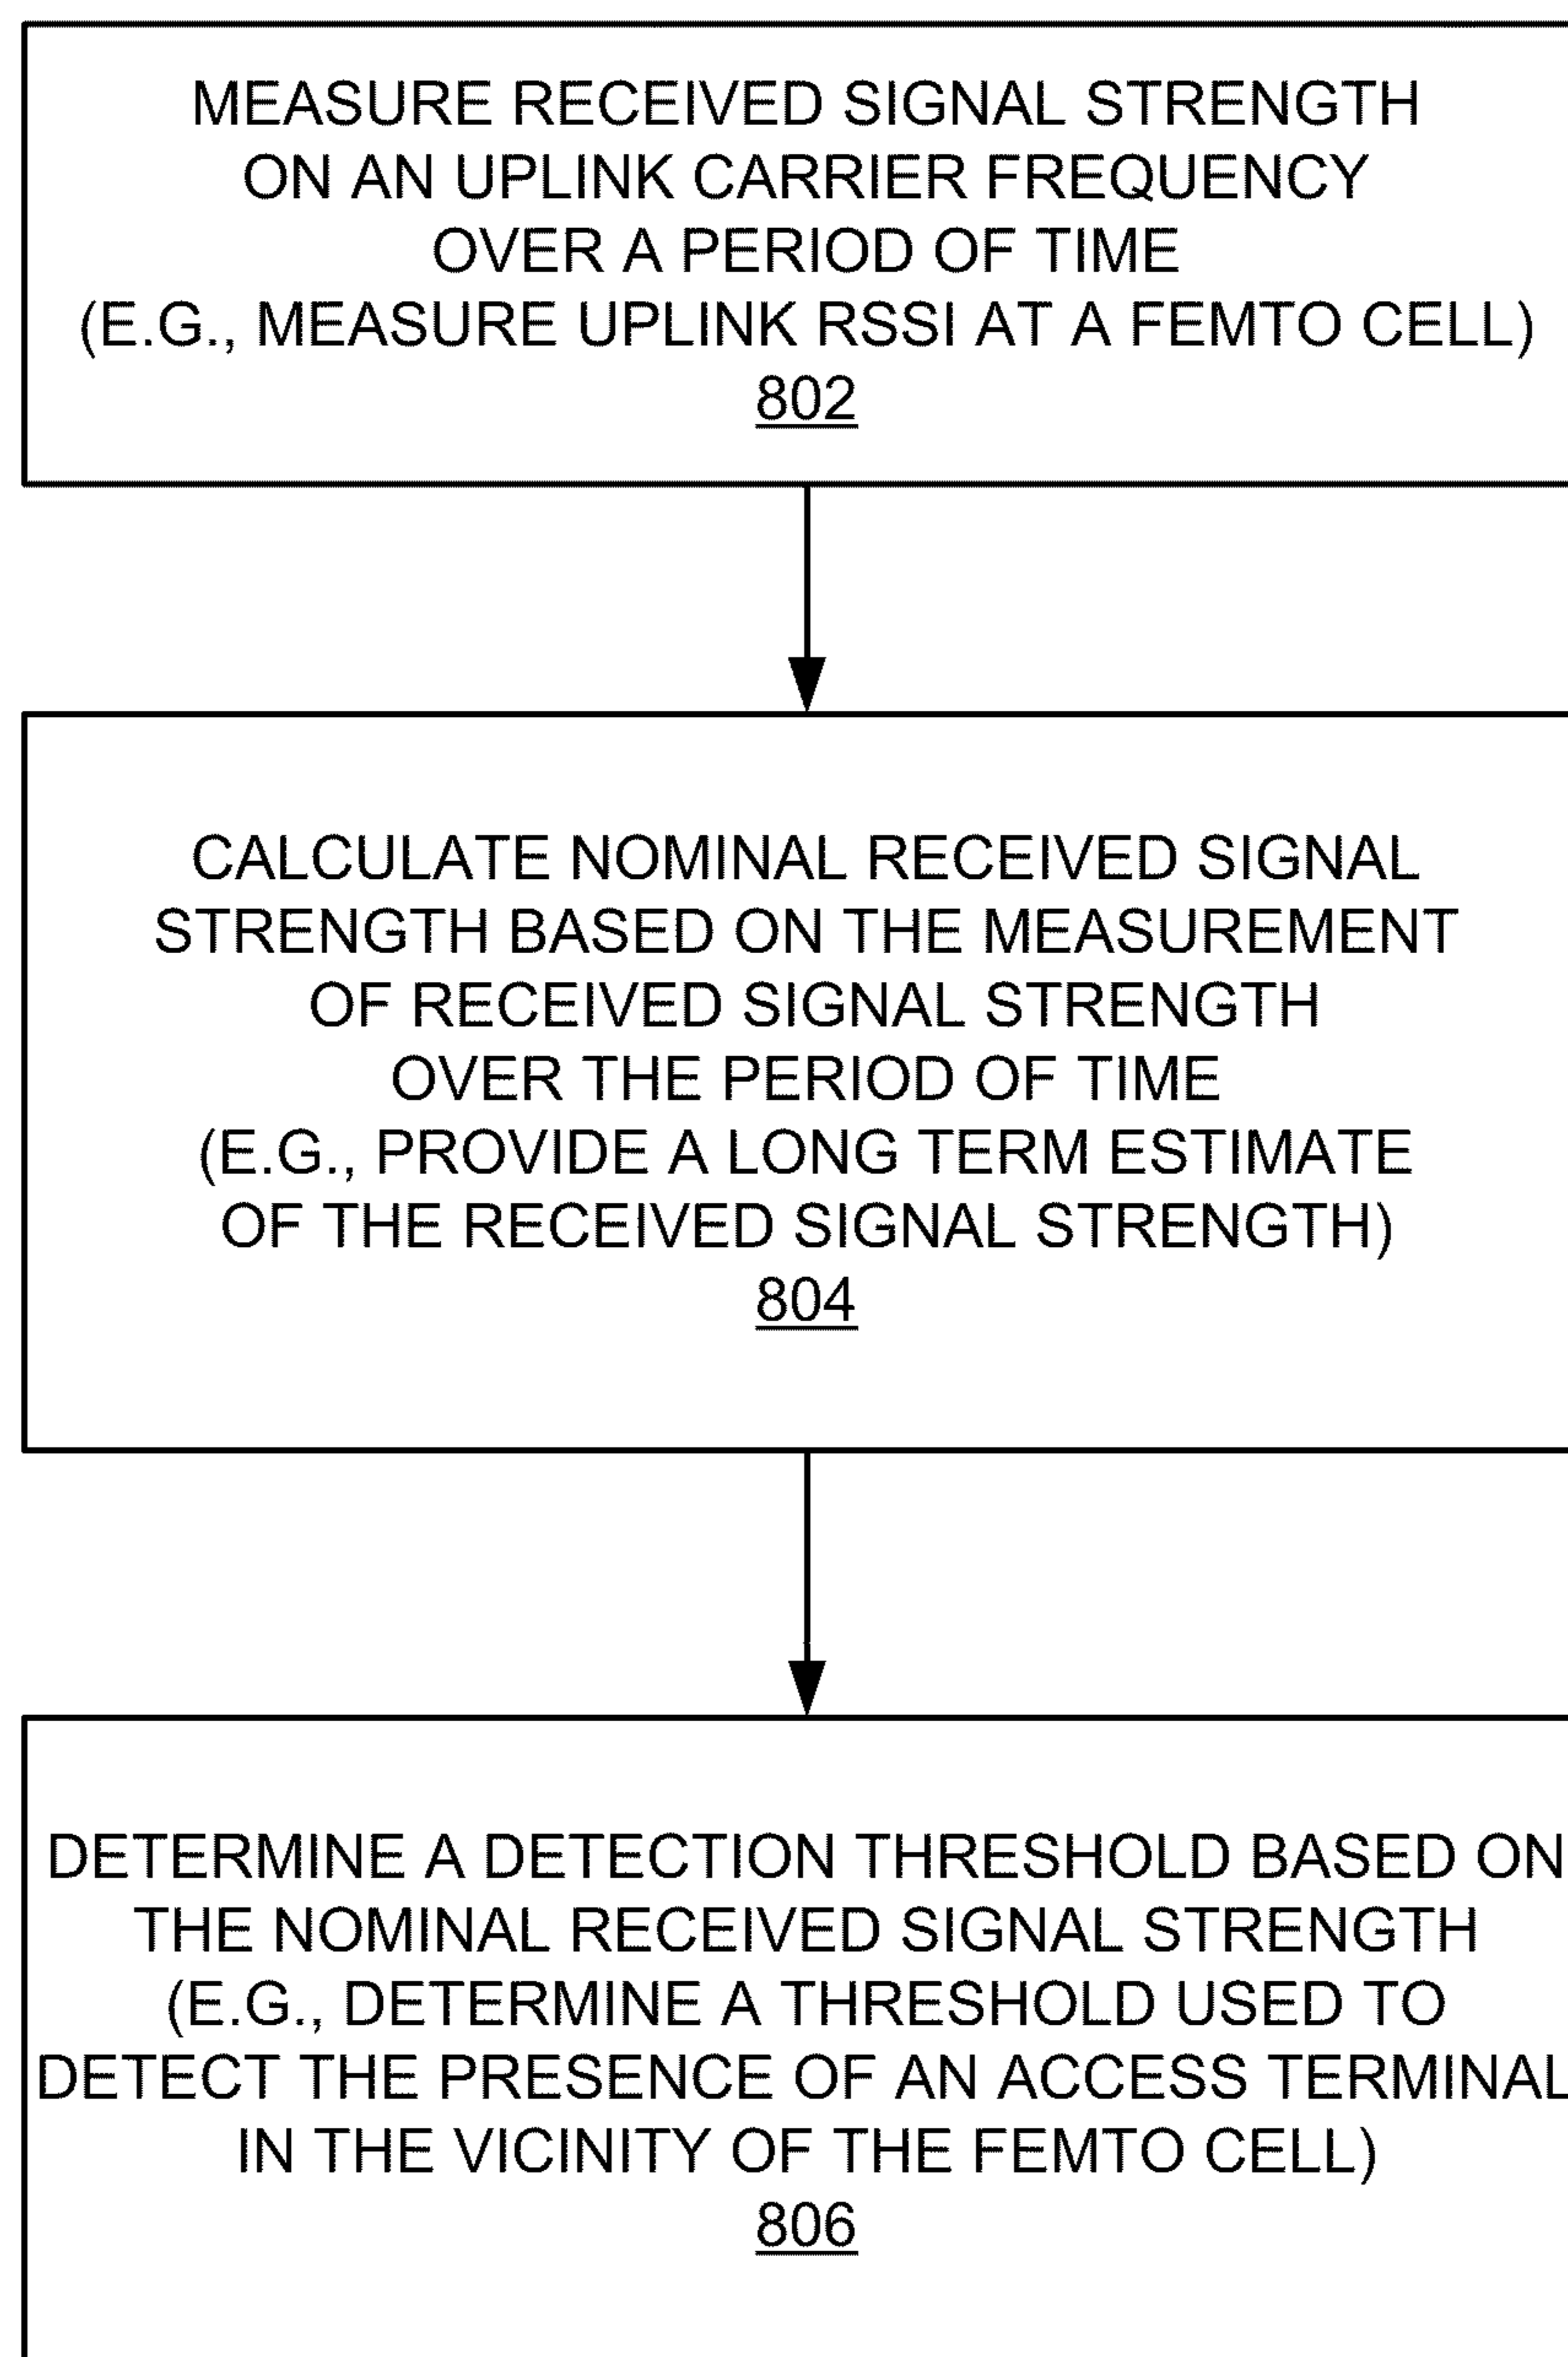 MEASURE RECEIVED SIGNAL STRENGTH
ON AN UPLINK CARRIER FREQUENCY
OVER A PERIOD OF TIME
(E.G., MEASURE UPLINK RSSI AT A FEMTO CELL)
802
CALCULATE NOMINAL RECEIVED SIGNAL
STRENGTH BASED ON THE MEASUREMENT
OF RECEIVED SIGNAL STRENGTH
OVER THE PERIOD OF TIME
(E.G., PROVIDE A LONG TERM ESTIMATE
OF THE RECEIVED SIGNAL STRENGTH)
804
DETERMINE A DETECTION THRESHOLD BASED ON
THE NOMINAL RECEIVED SIGNAL STRENGTH
(E.G., DETERMINE A THRESHOLD USED TO
DETECT THE PRESENCE OF AN ACCESS TERMINAL
IN THE VICINITY OF THE FEMTO CELL)
806